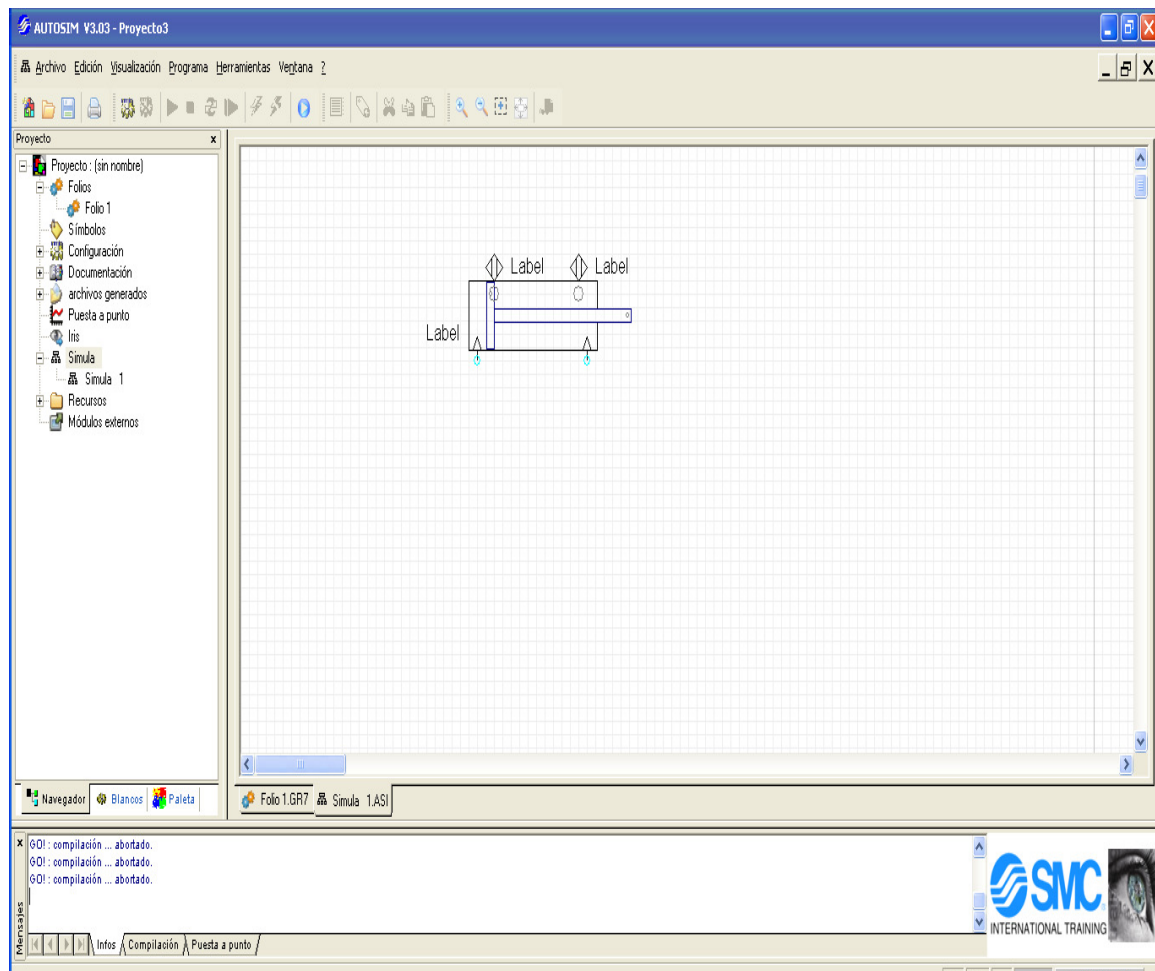 AUTOSIM V3.03 - Proyecto3
Archivo Edición Visualización Programa Herramientas Ventana ?
Proyecto x
Proyecto : (sin nombre)
Folios
Folio 1
Símbolos
Configuración
Documentación
archivos generados
Puesta a punto
Iris
Simula
Simula 1
Recursos
Módulos externos
Label Label
Label
Navegador Blancos Paleta
Folio 1.GR7 Simula 1.ASI
GO! : compilación ... abortado.
GO! : compilación ... abortado.
GO! : compilación ... abortado.
Mensajes
Infos Compilación Puesta a punto
SMC
INTERNATIONAL TRAINING